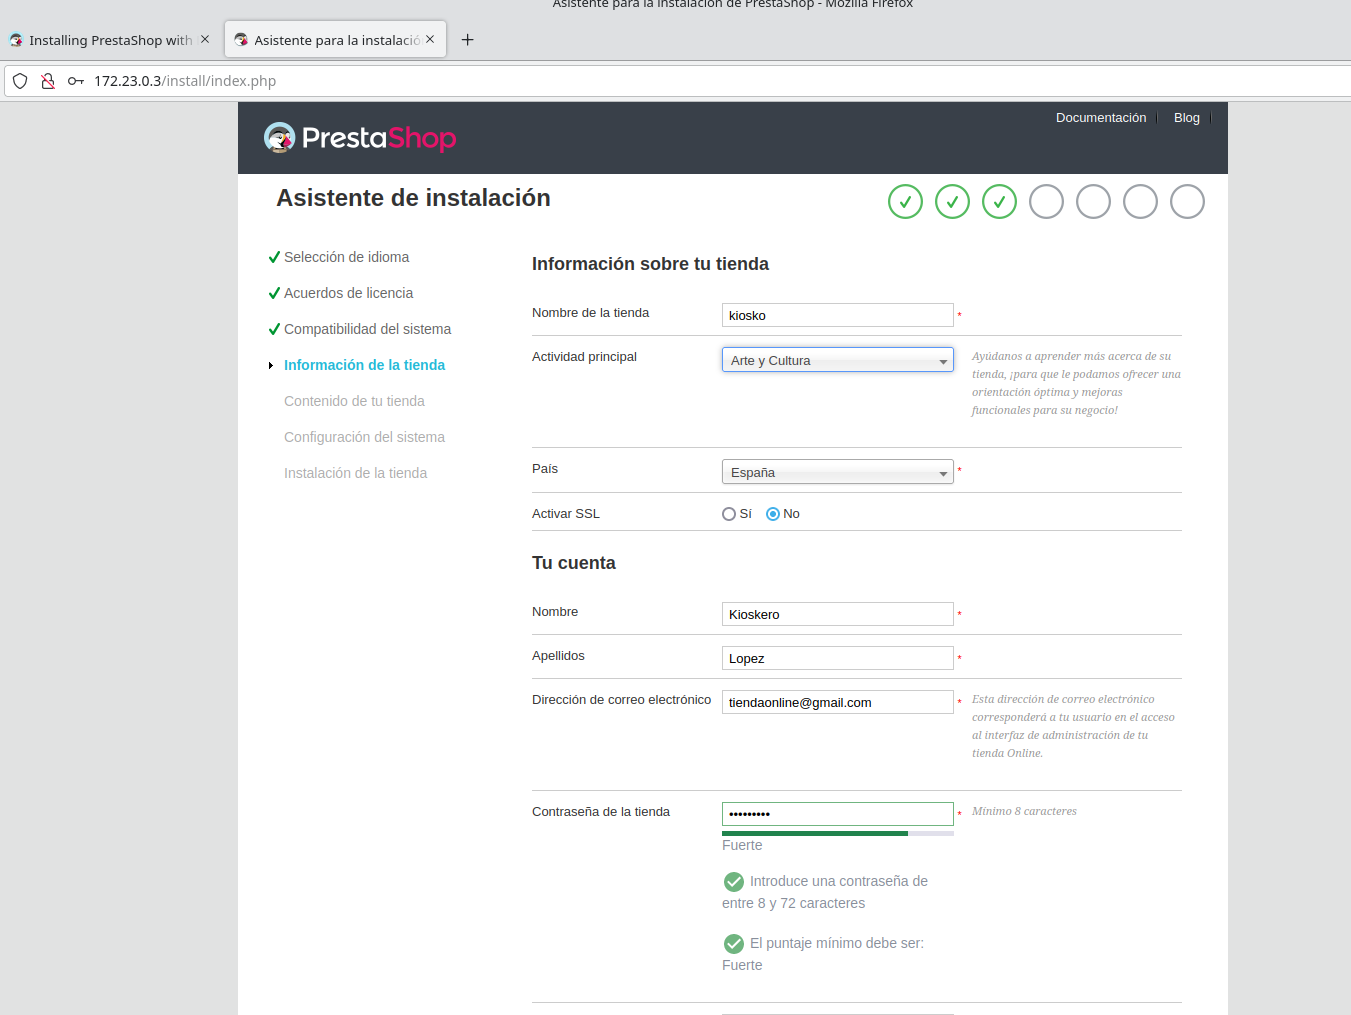 Asistente para la instalación de PrestaShop - Mozilla Firefox
Installing PrestaShop with
Asistente para la instalació
172.23.0.3/install/index.php
Documentación
Blog
PrestaShop
Asistente de instalación
Selección de idioma
Acuerdos de licencia
Compatibilidad del sistema
Información de la tienda
Contenido de tu tienda
Configuración del sistema
Instalación de la tienda
Información sobre tu tienda
Nombre de la tienda
kiosko
*
Actividad principal
Arte y Cultura
Ayúdanos a aprender más acerca de su
tienda, ¡para que le podamos ofrecer una
orientación óptima y mejoras
funcionales para su negocio!
País
España
*
Activar SSL
Sí
No
Tu cuenta
Nombre
Kioskero
*
Apellidos
Lopez
*
Dirección de correo electrónico
tiendaonline@gmail.com
*
Esta dirección de correo electrónico
corresponderá a tu usuario en el acceso
al interfaz de administración de tu
tienda Online.
Contraseña de la tienda
•••••••••
*
Mínimo 8 caracteres
Fuerte
Introduce una contraseña de
entre 8 y 72 caracteres
El puntaje mínimo debe ser:
Fuerte